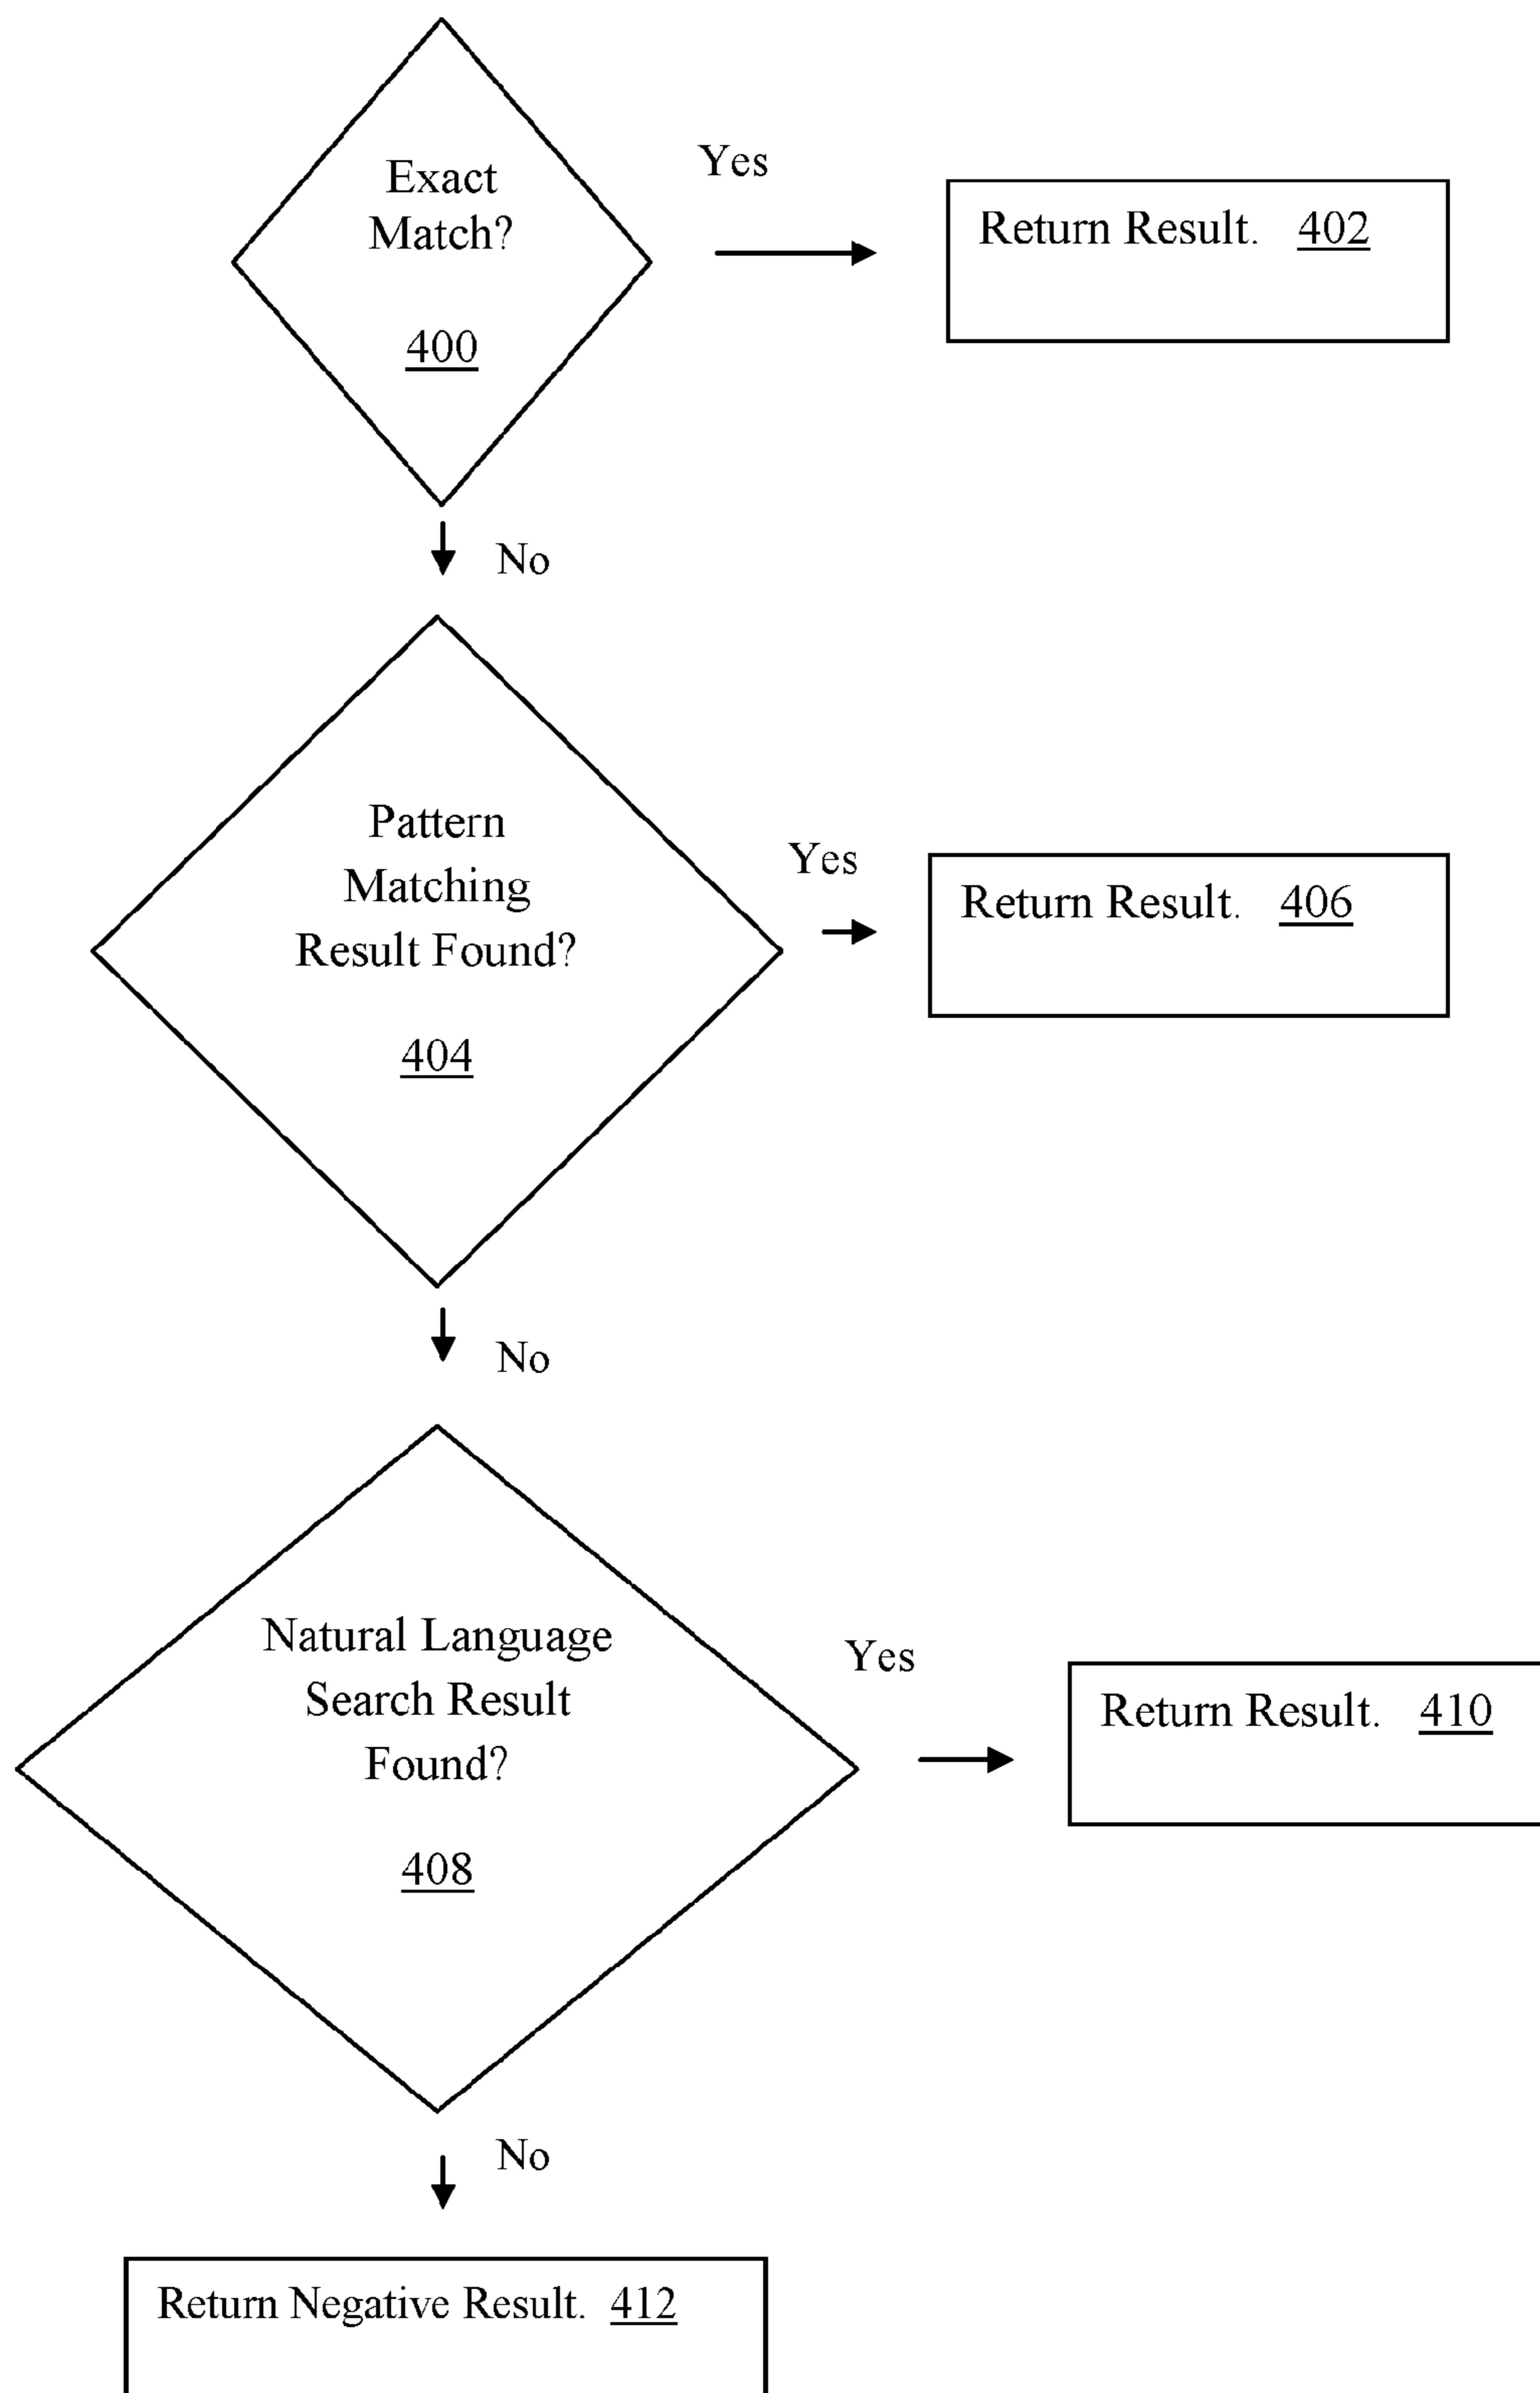 Exact
Match?
400
Yes
Return Result. 402
No
Pattern
Matching
Result Found?
404
Yes
Return Result. 406
No
Natural Language
Search Result
Found?
408
Yes
Return Result. 410
No
Return Negative Result. 412